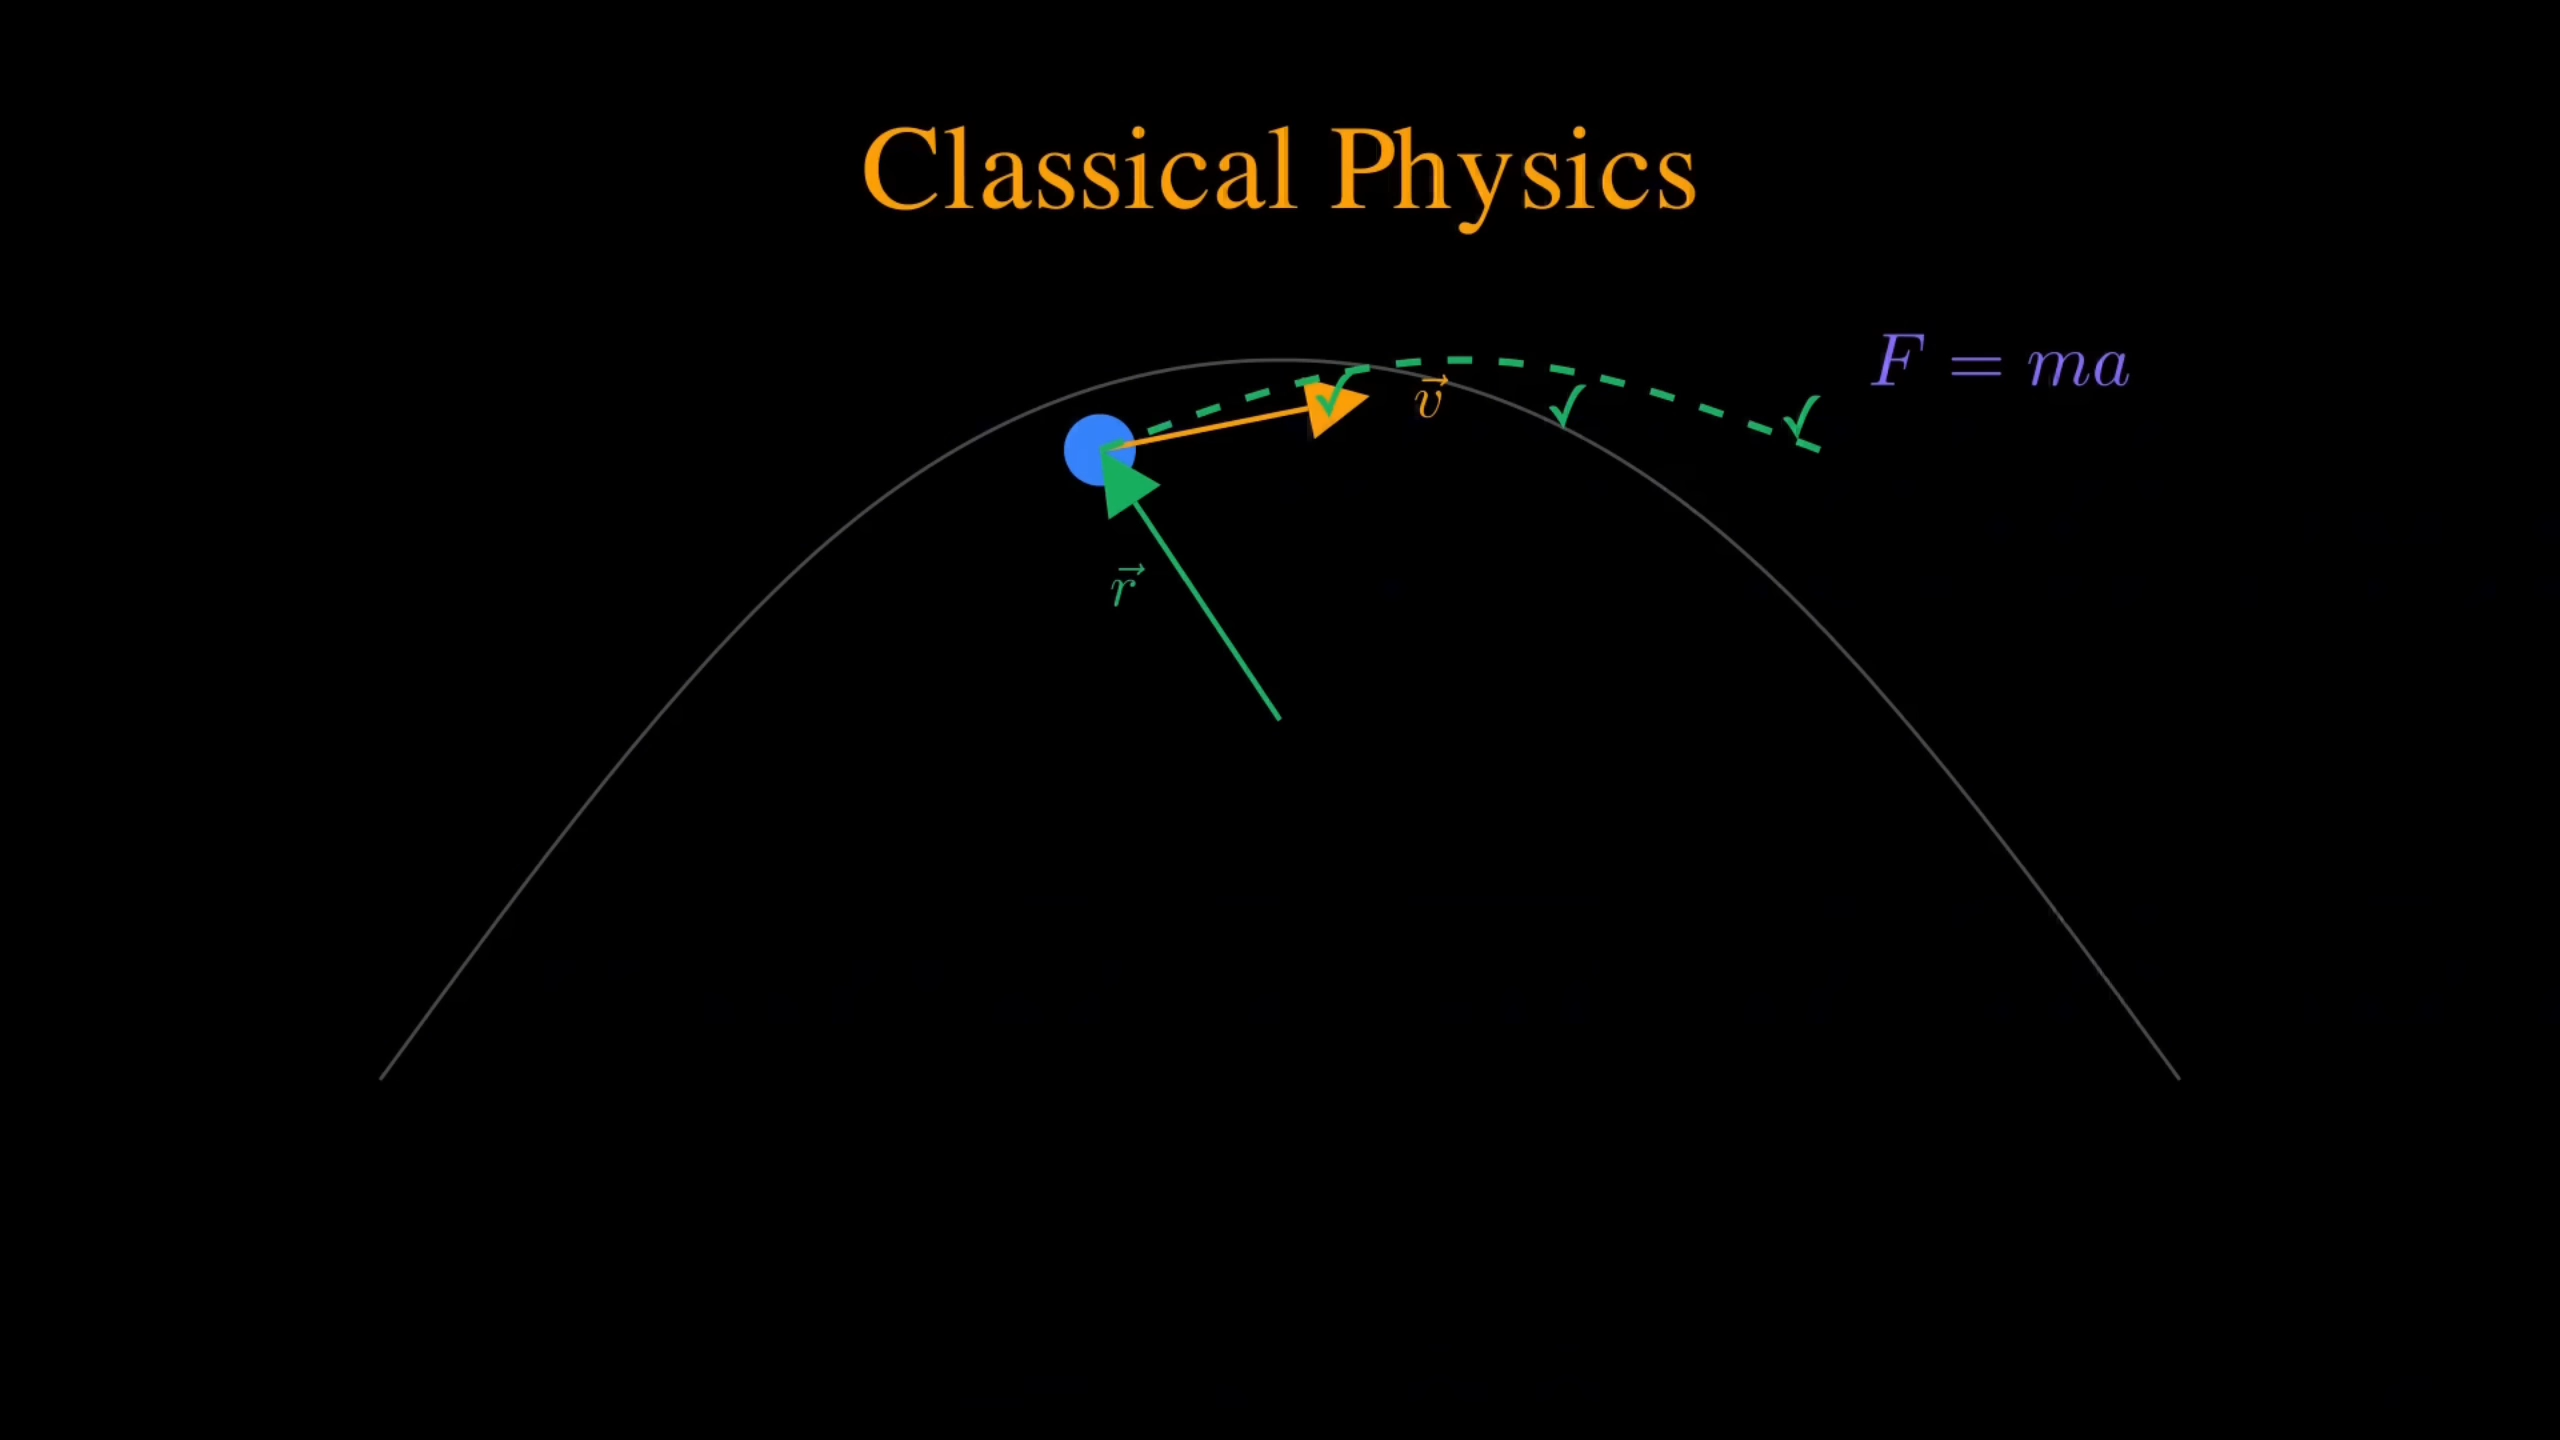 Classical Physics
F = ma
v⃗
✓ ✓ ✓
r⃗